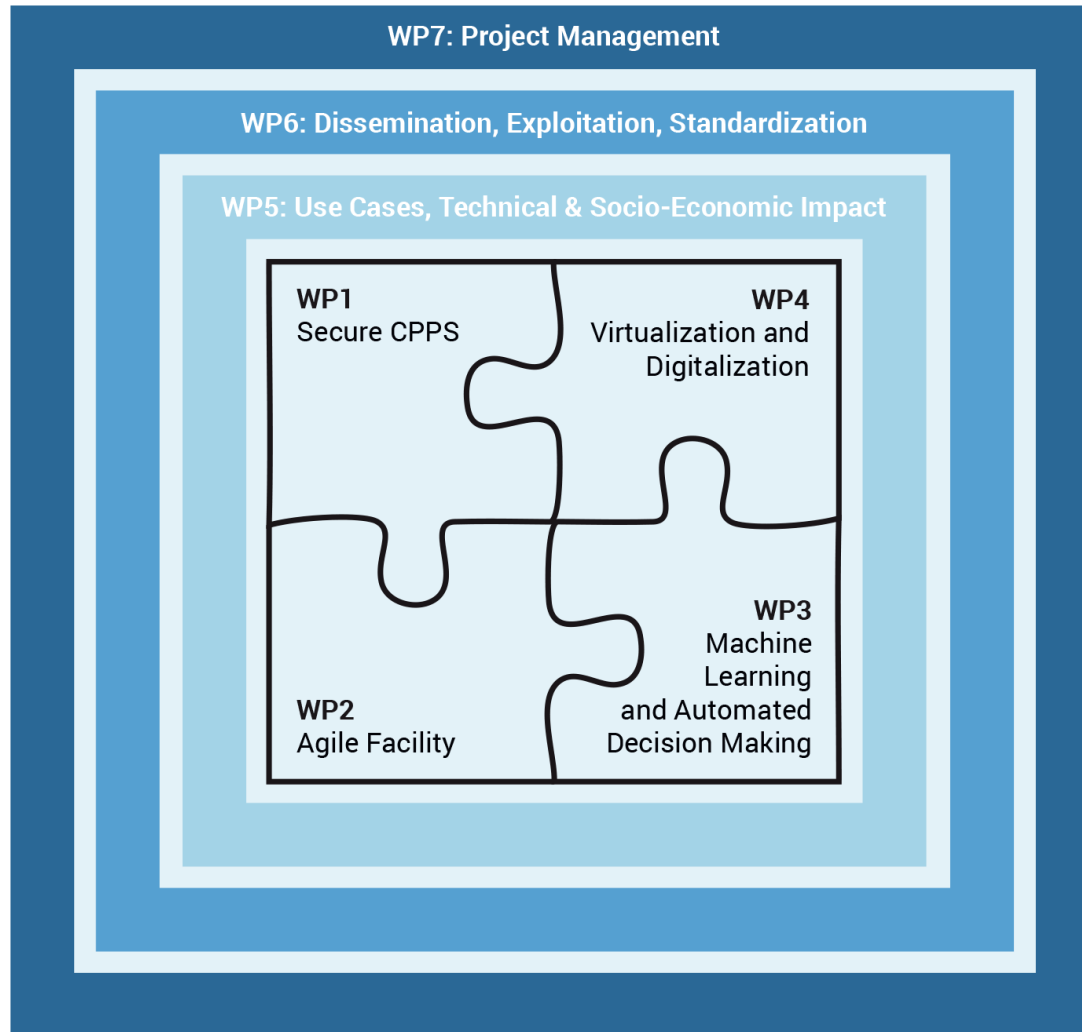 WP7: Project Management
WP6: Dissemination, Exploitation, Standardization
WP5: Use Cases, Technical & Socio-Economic Impact
WP1
Secure CPPS
WP4
Virtualization and
Digitalization
WP2
Agile Facility
WP3
Machine
Learning
and Automated
Decision Making